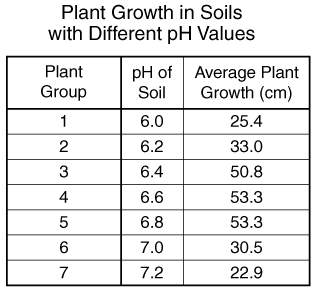 Plant Growth in Soils
with Different pH Values
Plant Group pH of Soil Average Plant Growth (cm)
1 6.0 25.4
2 6.2 33.0
3 6.4 50.8
4 6.6 53.3
5 6.8 53.3
6 7.0 30.5
7 7.2 22.9